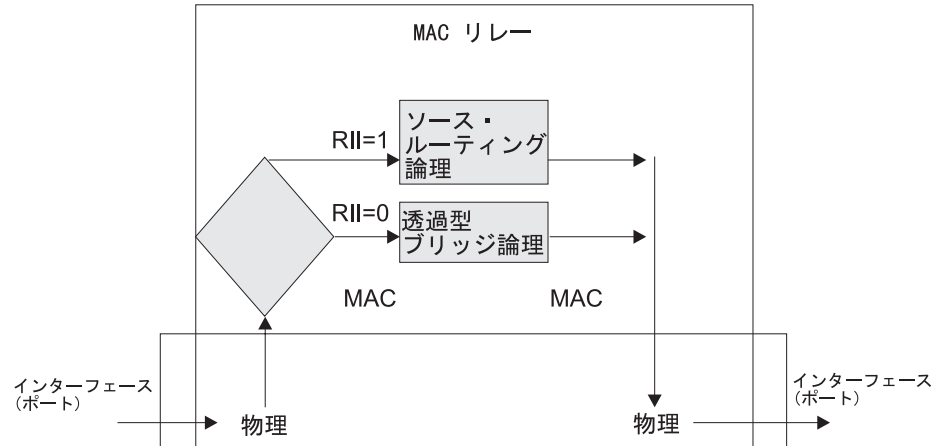 MAC リレー
RII=1
ソース・
ルーティング
論理
RII=0
透過型
ブリッジ論理
MAC
MAC
インターフェース
(ポート)
物理
物理
インターフェース
(ポート)